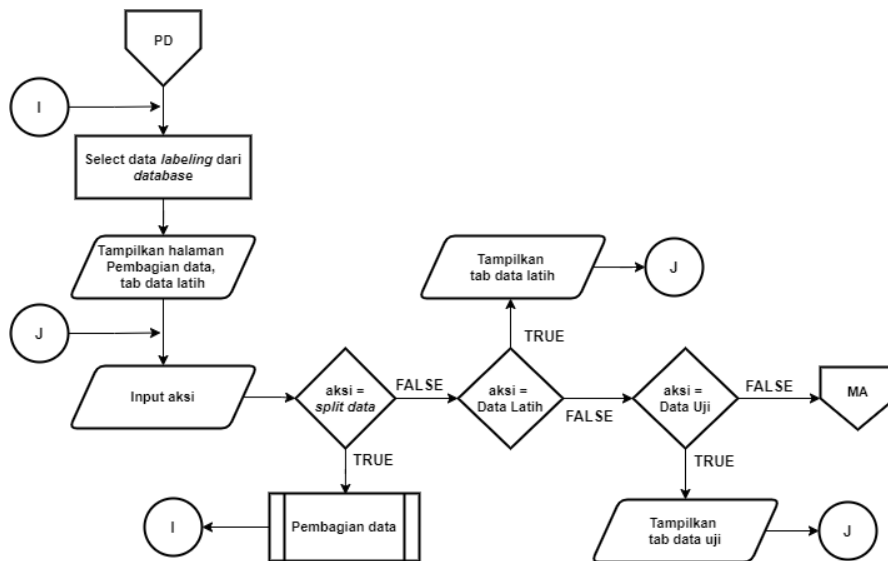 PD
I
Select data labeling dari
database
Tampilkan halaman
Pembagian data,
tab data latih
Tampilkan
tab data latih
J
J
TRUE
Input aksi
aksi =
split data
FALSE
aksi =
Data Latih
FALSE
aksi =
Data Uji
FALSE
MA
TRUE
TRUE
I
Pembagian data
Tampilkan
tab data uji
J